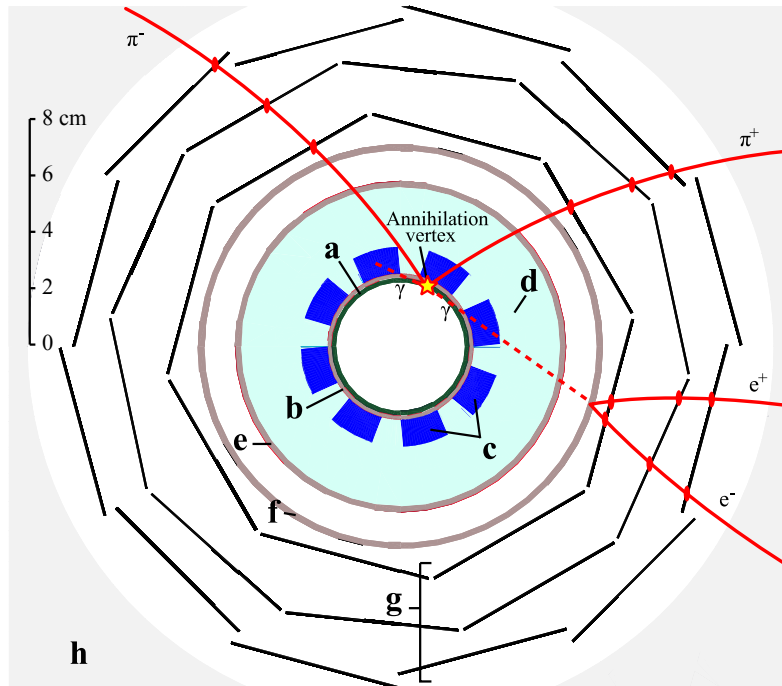 π-
8 cm
6
4
2
0
π+
Annihilation
vertex
a
γ
γ
d
b
c
e
f
e+
e-
g
h